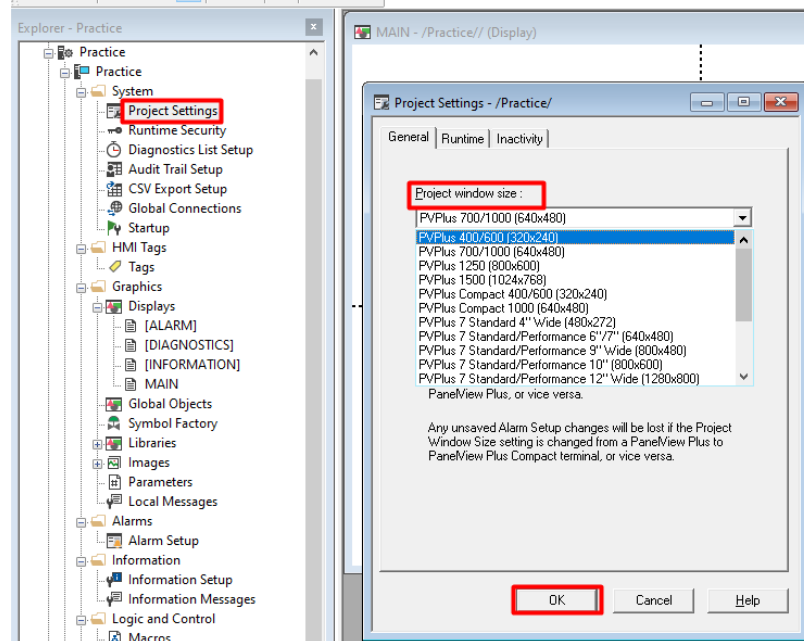 Explorer - Practice
x
Practice
Practice
System
Project Settings
Runtime Security
Diagnostics List Setup
Audit Trail Setup
CSV Export Setup
Global Connections
Startup
HMI Tags
Tags
Graphics
Displays
[ALARM]
[DIAGNOSTICS]
[INFORMATION]
MAIN
Global Objects
Symbol Factory
Libraries
Images
Parameters
Local Messages
Alarms
Alarm Setup
Information
Information Setup
Information Messages
Logic and Control
Macros
MAIN - /Practice// (Display)
Project Settings - /Practice/
General
Runtime
Inactivity
Project window size :
PVPlus 700/1000 (640x480)
PVPlus 400/600 (320x240)
PVPlus 700/1000 (640x480)
PVPlus 1250 (800x600)
PVPlus 1500 (1024x768)
PVPlus Compact 400/600 (320x240)
PVPlus Compact 1000 (640x480)
PVPlus 7 Standard 4" Wide (480x272)
PVPlus 7 Standard/Performance 6"/7" (640x480)
PVPlus 7 Standard/Performance 9" Wide (800x480)
PVPlus 7 Standard/Performance 10" (800x600)
PVPlus 7 Standard/Performance 12" Wide (1280x800)
PanelView Plus, or vice versa.
Any unsaved Alarm Setup changes will be lost if the Project
Window Size setting is changed from a PanelView Plus to
PanelView Plus Compact terminal, or vice versa.
OK
Cancel
Help